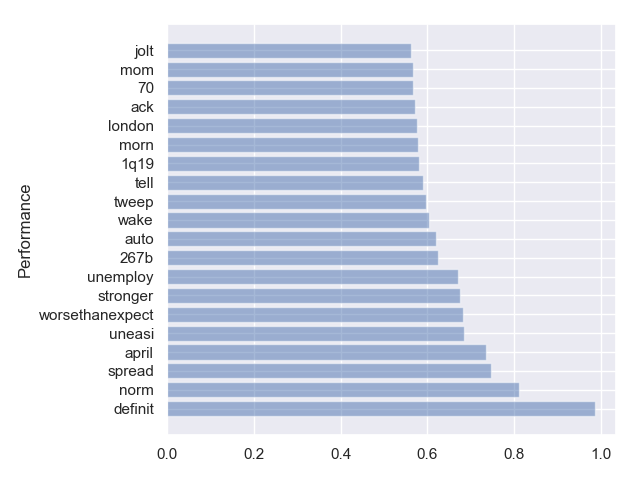 Performance
jolt
mom
70
ack
london
morn
1q19
tell
tweep
wake
auto
267b
unemploy
stronger
worsethanexpect
uneasi
april
spread
norm
definit
0.0 0.2 0.4 0.6 0.8 1.0